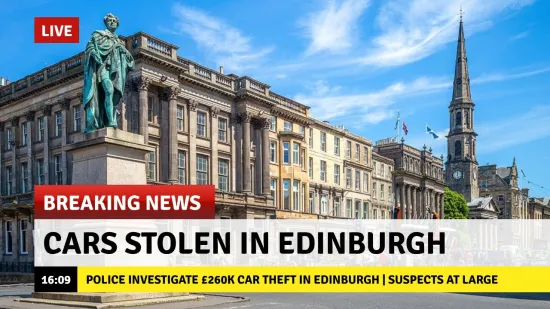 LIVE
BREAKING NEWS
CARS STOLEN IN EDINBURGH
16:09 POLICE INVESTIGATE £260K CAR THEFT IN EDINBURGH | SUSPECTS AT LARGE